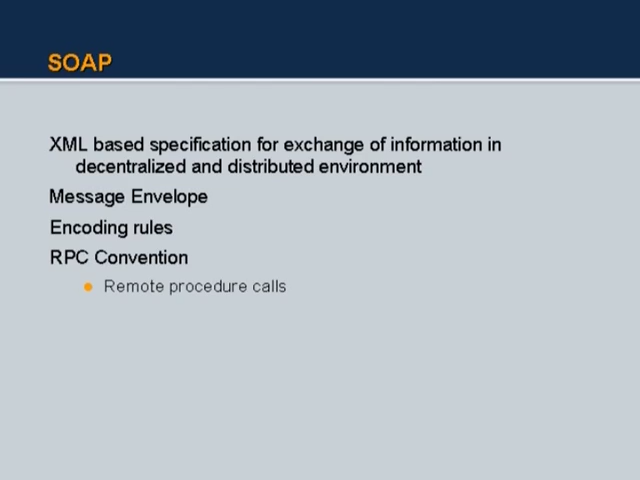 SOAP
XML based specification for exchange of information in
decentralized and distributed environment
Message Envelope
Encoding rules
RPC Convention
Remote procedure calls